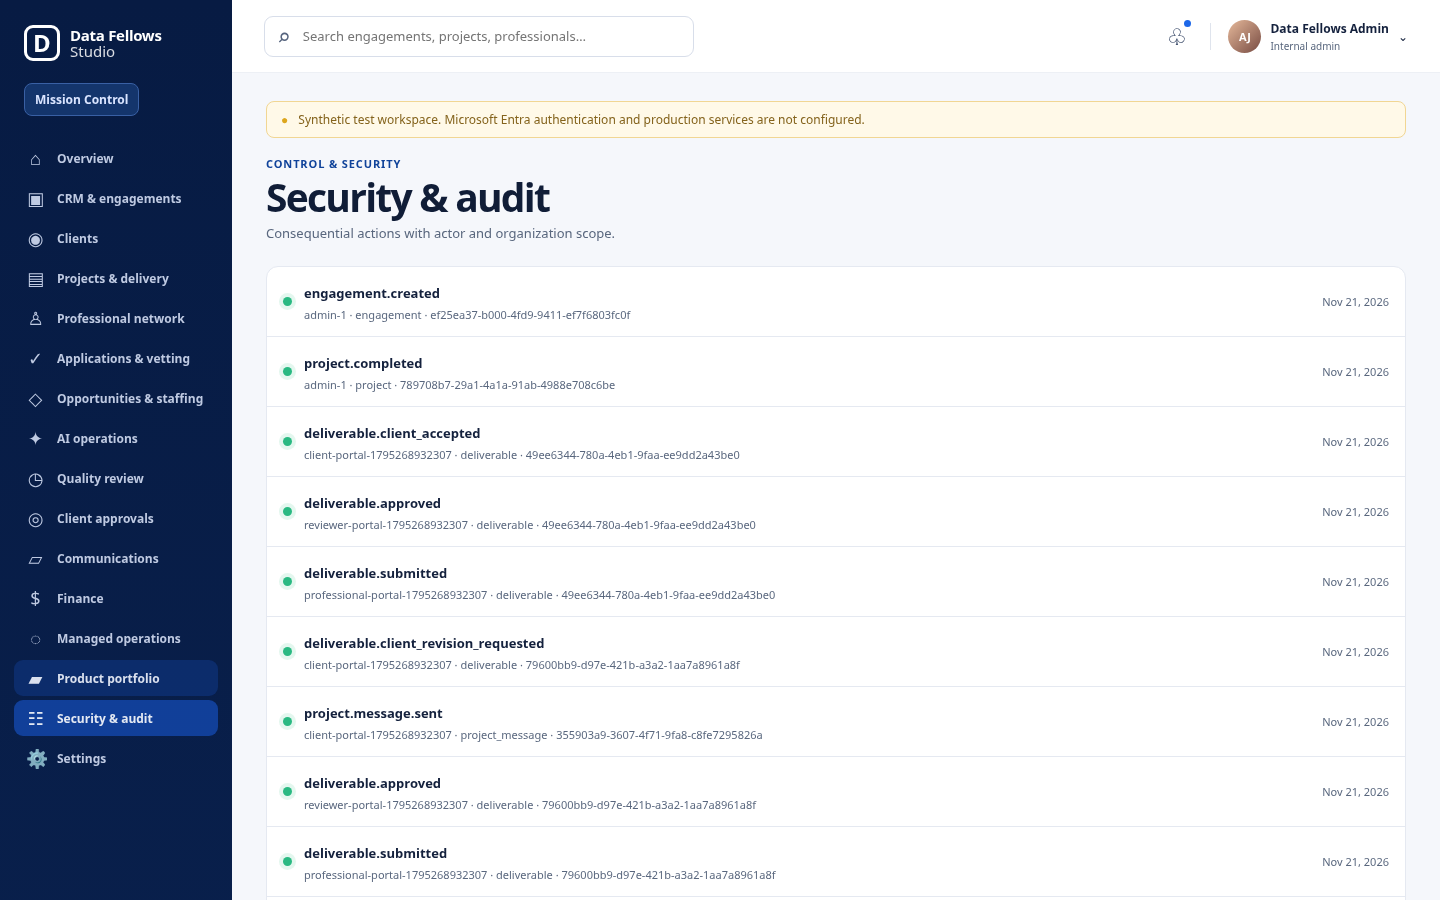 D
Data Fellows
Studio
Mission Control
Overview
CRM & engagements
Clients
Projects & delivery
Professional network
Applications & vetting
Opportunities & staffing
AI operations
Quality review
Client approvals
Communications
$ Finance
Managed operations
Product portfolio
Security & audit
Settings
Search engagements, projects, professionals...
AJ
Data Fellows Admin
Internal admin
Synthetic test workspace. Microsoft Entra authentication and production services are not configured.
CONTROL & SECURITY
Security & audit
Consequential actions with actor and organization scope.
engagement.created
admin-1 · engagement · ef25ea37-b000-4fd9-9411-ef7f6803fc0f
Nov 21, 2026
project.completed
admin-1 · project · 789708b7-29a1-4a1a-91ab-4988e708c6be
Nov 21, 2026
deliverable.client_accepted
client-portal-1795268932307 · deliverable · 49ee6344-780a-4eb1-9faa-ee9dd2a43be0
Nov 21, 2026
deliverable.approved
reviewer-portal-1795268932307 · deliverable · 49ee6344-780a-4eb1-9faa-ee9dd2a43be0
Nov 21, 2026
deliverable.submitted
professional-portal-1795268932307 · deliverable · 49ee6344-780a-4eb1-9faa-ee9dd2a43be0
Nov 21, 2026
deliverable.client_revision_requested
client-portal-1795268932307 · deliverable · 79600bb9-d97e-421b-a3a2-1aa7a8961a8f
Nov 21, 2026
project.message.sent
client-portal-1795268932307 · project_message · 355903a9-3607-4f71-9fa8-c8fe7295826a
Nov 21, 2026
deliverable.approved
reviewer-portal-1795268932307 · deliverable · 79600bb9-d97e-421b-a3a2-1aa7a8961a8f
Nov 21, 2026
deliverable.submitted
professional-portal-1795268932307 · deliverable · 79600bb9-d97e-421b-a3a2-1aa7a8961a8f
Nov 21, 2026